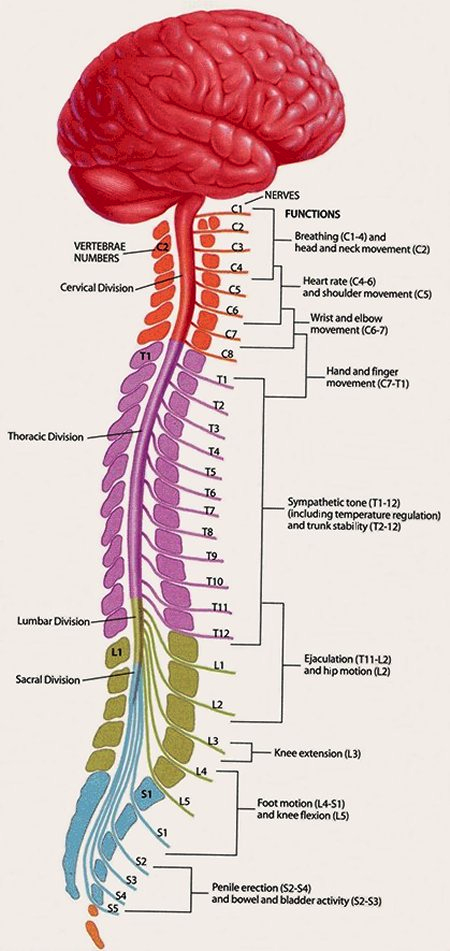 NERVES
C1
FUNCTIONS
C2
Breathing (C1-4) and
head and neck movement (C2)
VERTEBRAE
NUMBERS
C2
C3
C4
Cervical Division
C5
Heart rate (C4-6)
and shoulder movement (C5)
C6
Wrist and elbow
movement (C6-7)
C7
T1
C8
Hand and finger
movement (C7-T1)
T1
T2
T3
Thoracic Division
T4
T5
T6
T7
Sympathetic tone (T1-12)
(including temperature regulation)
and trunk stability (T2-12)
T8
T9
T10
T11
Lumbar Division
T12
L1
L1
Ejaculation (T11-L2)
and hip motion (L2)
Sacral Division
L2
L3
Knee extension (L3)
L4
S1
L5
Foot motion (L4-S1)
and knee flexion (L5)
S1
S2
S3
Penile erection (S2-S4)
and bowel and bladder activity (S2-S3)
S4
S5